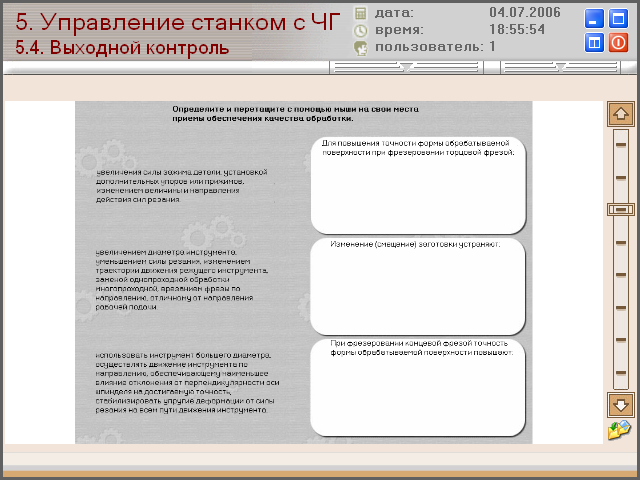 5. Управление станком с ЧГ
5.4. Выходной контроль
дата: 04.07.2006
время: 18:55:54
пользователь: 1
Определите и перетащите с помощью мыши на свои места
приемы обеспечения качества обработки.
увеличения силы зажима детали, установкой
дополнительных упоров или прижимов,
изменением величины и направления
действия сил резания.
увеличением диаметра инструмента,
уменьшением силы резания, изменением
траектории движения режущего инструмента,
заменой однопроходной обработки
многопроходной, врезанием фрезы по
направлению, отличному от направления
рабочей подачи.
использовать инструмент большего диаметра,
осуществлять движение инструмента по
направлению, обеспечивающему наименьшее
влияние отклонения от перпендикулярности оси
шпинделя на достигаемую точность,
стабилизировать упругие деформации от силы
резания на всем пути движения инструмента.
Для повышения точности формы обрабатываемой
поверхности при фрезеровании торцовой фрезой:
Изменение (смещение) заготовки устраняют:
При фрезеровании концевой фрезой точность
формы обрабатываемой поверхности повышают: